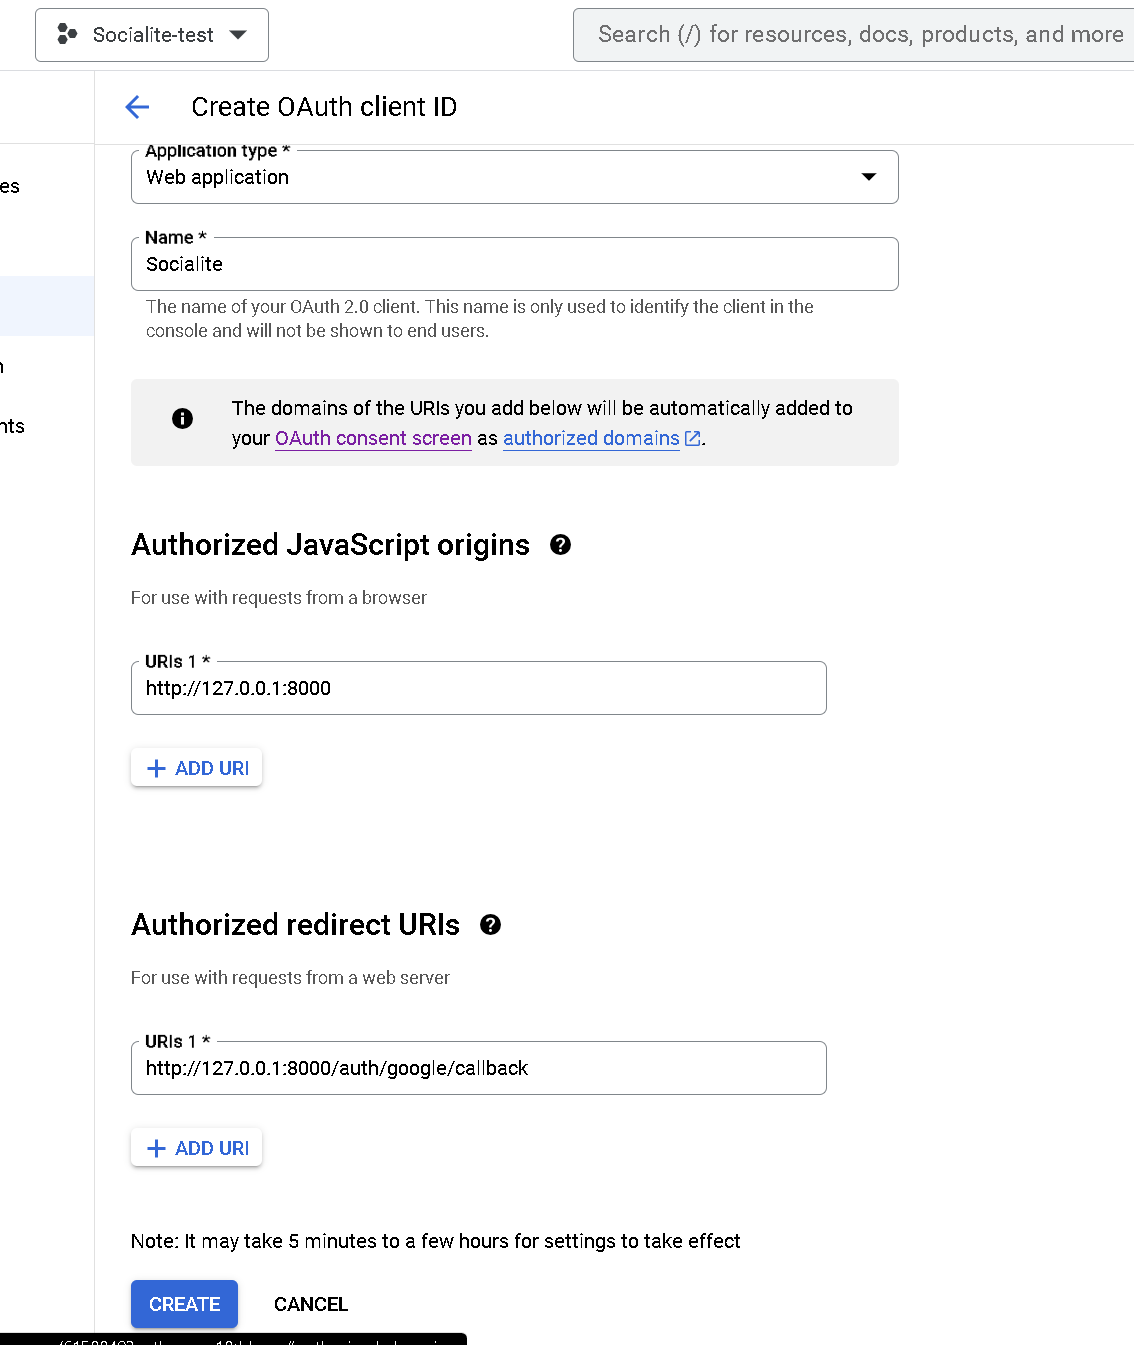 Socialite-test
Search (/) for resources, docs, products, and more
Create OAuth client ID
Application type *
Web application
es
Name *
Socialite
The name of your OAuth 2.0 client. This name is only used to identify the client in the
console and will not be shown to end users.
nts
The domains of the URIs you add below will be automatically added to
your OAuth consent screen as authorized domains.
Authorized JavaScript origins
For use with requests from a browser
URIs 1 *
http://127.0.0.1:8000
+ ADD URI
Authorized redirect URIs
For use with requests from a web server
URIs 1 *
http://127.0.0.1:8000/auth/google/callback
+ ADD URI
Note: It may take 5 minutes to a few hours for settings to take effect
CREATE CANCEL